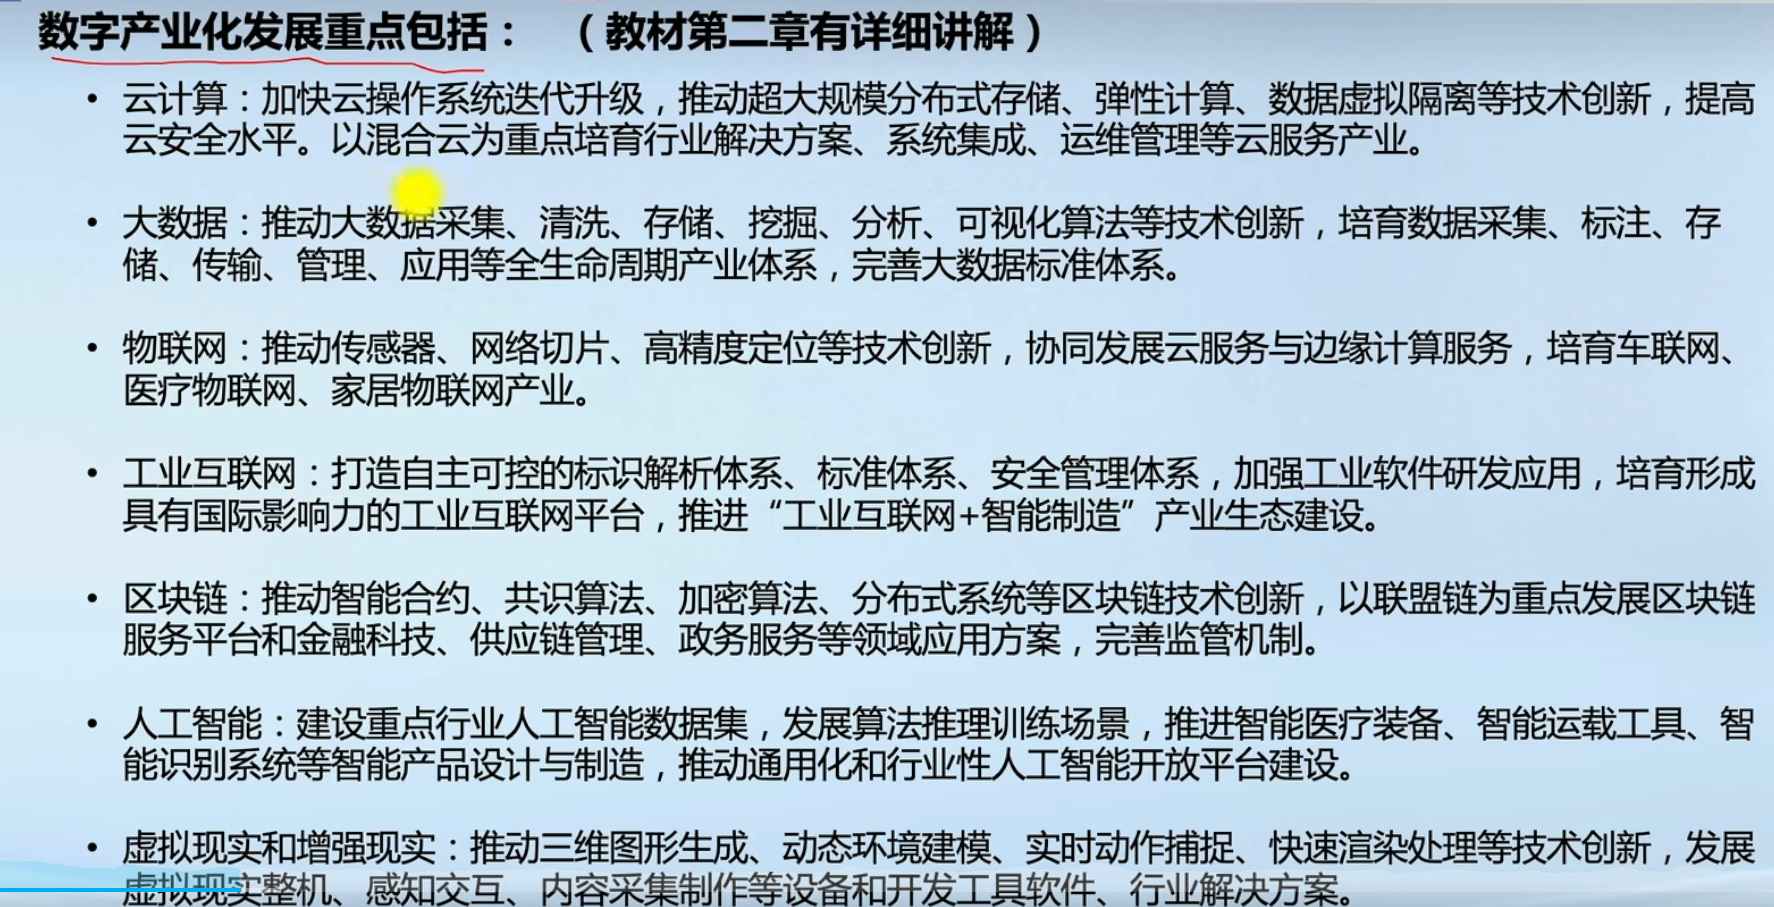 数字产业化发展重点包括：（教材第二章有详细讲解）
• 云计算：加快云操作系统迭代升级，推动超大规模分布式存储、弹性计算、数据虚拟隔离等技术创新，提高
云安全水平。以混合云为重点培育行业解决方案、系统集成、运维管理等云服务产业。
• 大数据：推动大数据采集、清洗、存储、挖掘、分析、可视化算法等技术创新，培育数据采集、标注、存
储、传输、管理、应用等全生命周期产业体系，完善大数据标准体系。
• 物联网：推动传感器、网络切片、高精度定位等技术创新，协同发展云服务与边缘计算服务，培育车联网、
医疗物联网、家居物联网产业。
• 工业互联网：打造自主可控的标识解析体系、标准体系、安全管理体系，加强工业软件研发应用，培育形成
具有国际影响力的工业互联网平台，推进“工业互联网+智能制造”产业生态建设。
• 区块链：推动智能合约、共识算法、加密算法、分布式系统等区块链技术创新，以联盟链为重点发展区块链
服务平台和金融科技、供应链管理、政务服务等领域应用方案，完善监管机制。
• 人工智能：建设重点行业人工智能数据集，发展算法推理训练场景，推进智能医疗装备、智能运载工具、智
能识别系统等智能产品设计与制造，推动通用化和行业性人工智能开放平台建设。
• 虚拟现实和增强现实：推动三维图形生成、动态环境建模、实时动作捕捉、快速渲染处理等技术创新，发展
虚拟现实整机、感知交互、内容采集制作等设备和开发工具软件、行业解决方案。